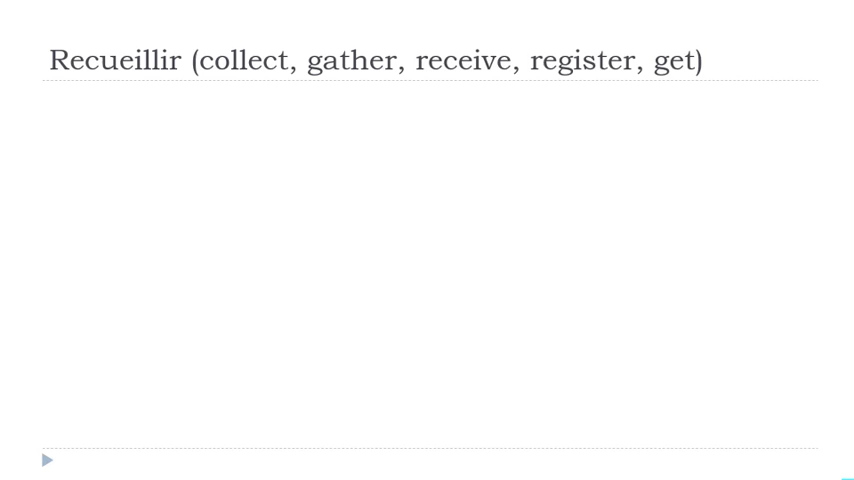 Recueillir (collect, gather, receive, register, get)